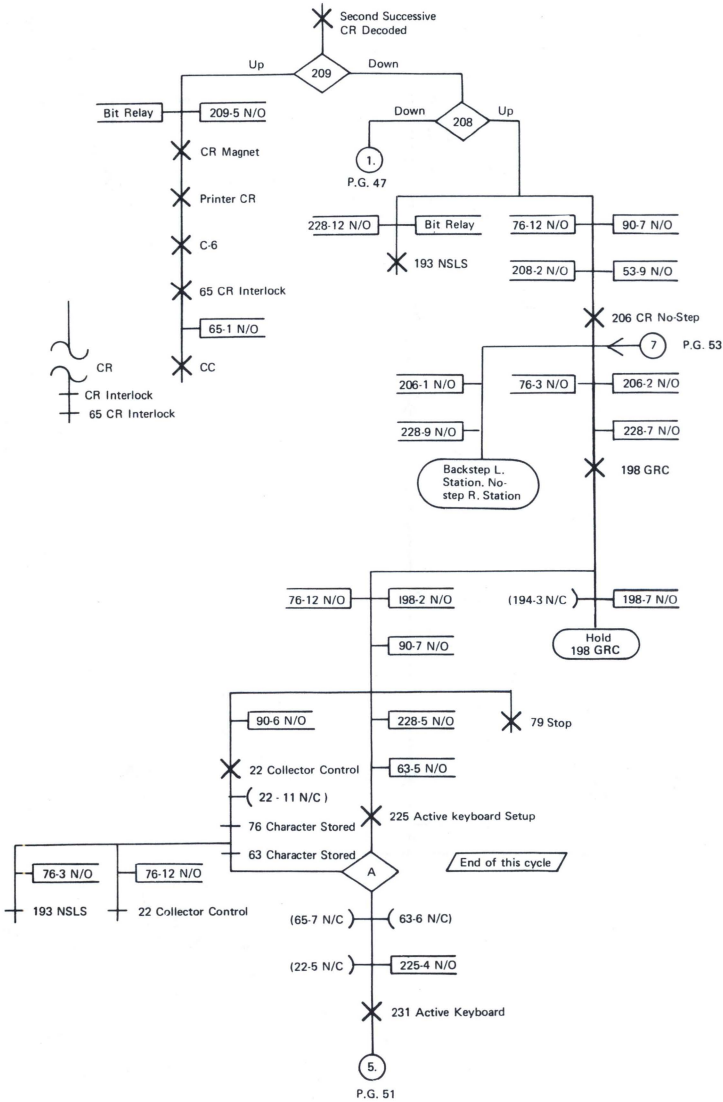 Second Successive
CR Decoded
Up
209
Down
Bit Relay
209-5 N/O
Down
208
Up
CR Magnet
1.
P.G. 47
Printer CR
228-12 N/O
Bit Relay
76-12 N/O
90-7 N/O
C-6
193 NSLS
208-2 N/O
53-9 N/O
65 CR Interlock
206 CR No-Step
65-1 N/O
7
P.G. 53
CR
CC
206-1 N/O
76-3 N/O
206-2 N/O
CR Interlock
65 CR Interlock
228-9 N/O
228-7 N/O
Backstep L.
Station, No-
step R. Station
198 GRC
76-12 N/O
I98-2 N/O
(194-3 N/C )
198-7 N/O
90-7 N/O
Hold
198 GRC
90-6 N/O
228-5 N/O
79 Stop
22 Collector Control
63-5 N/O
( 22 - 11 N/C )
76 Character Stored
225 Active keyboard Setup
63 Character Stored
A
End of this cycle
76-3 N/O
76-12 N/O
193 NSLS
22 Collector Control
(65-7 N/C )
( 63-6 N/C)
(22-5 N/C )
225-4 N/O
231 Active Keyboard
5.
P.G. 51